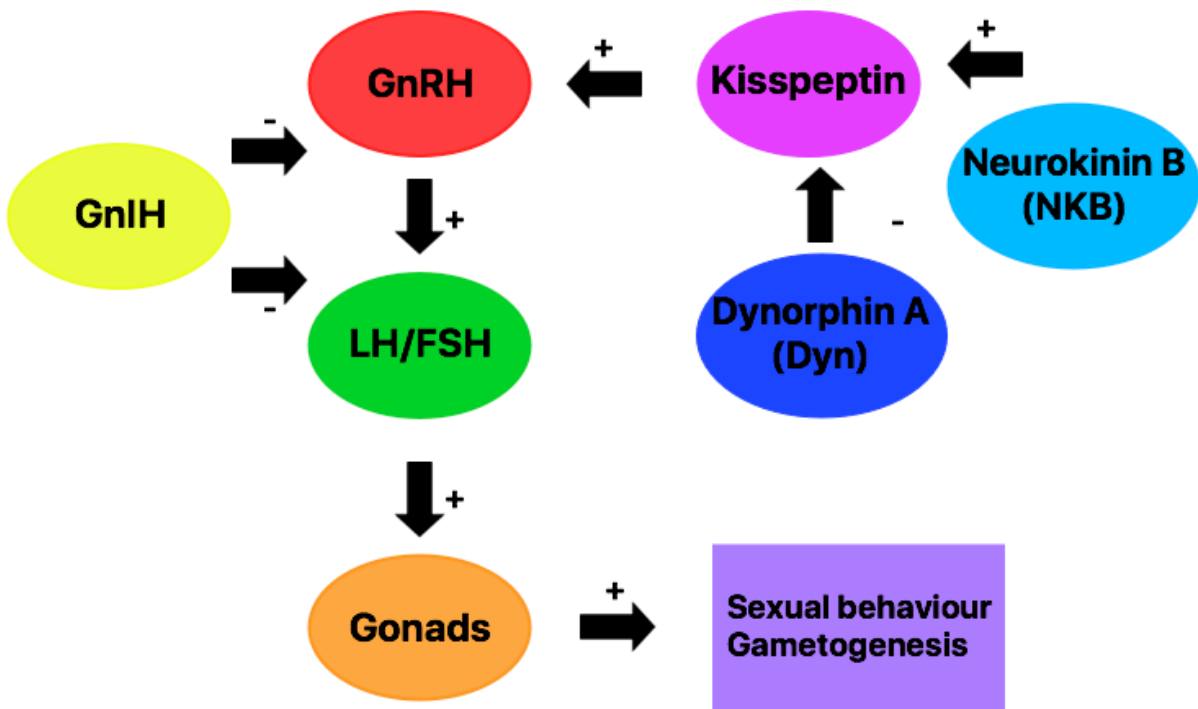 GnRH
+
Kisspeptin
+
Neurokinin B
(NKB)
-
GnIH
-
+
LH/FSH
-
Dynorphin A
(Dyn)
+
Gonads
+
Sexual behaviour
Gametogenesis